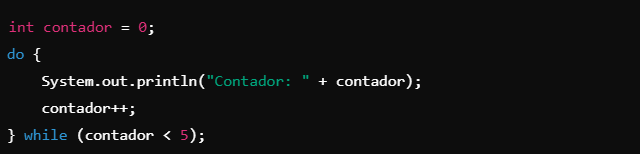 int contador = 0;
do {
    System.out.println("Contador: " + contador);
    contador++;
} while (contador < 5);